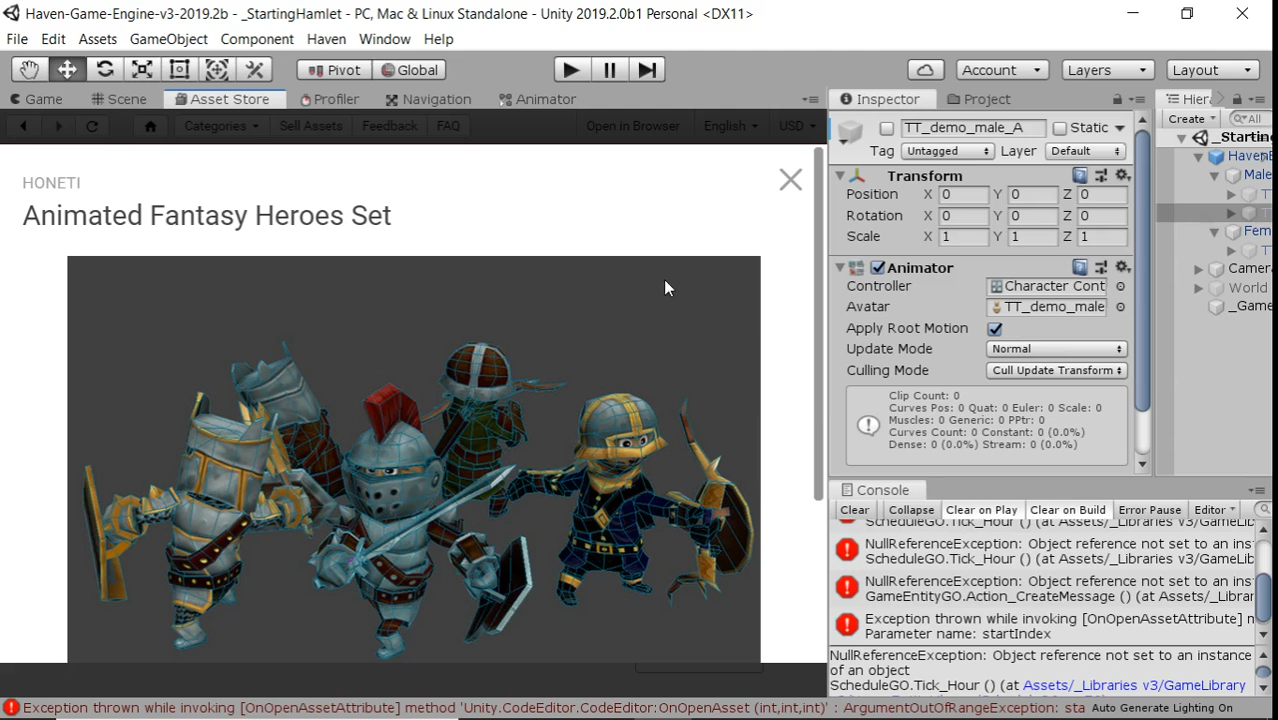 Haven-Game-Engine-v3-2019.2b - _StartingHamlet - PC, Mac & Linux Standalone - Unity 2019.2.0b1 Personal <DX11>
File Edit Assets GameObject Component Haven Window Help
Pivot Global Account Layers Layout
Game Scene Asset Store Profiler Navigation Animator
Categories Sell Assets Feedback FAQ Open in Browser English USD
HONETI
Animated Fantasy Heroes Set
Inspector Project
TT_demo_male_A Static
Tag Untagged Layer Default
Transform
Position X 0 Y 0 Z 0
Rotation X 0 Y 0 Z 0
Scale X 1 Y 1 Z 1
Animator
Controller Character Cont
Avatar TT_demo_male
Apply Root Motion
Update Mode Normal
Culling Mode Cull Update Transform
Clip Count: 0
Curves Pos: 0 Quat: 0 Euler: 0 Scale: 0
Muscles: 0 Generic: 0 PPtr: 0
Curves Count: 0 Constant: 0 (0.0%)
Dense: 0 (0.0%) Stream: 0 (0.0%)
Hiera
Create All
_Starting
HavenE
Male
Fem
Camera
World
_Game
Console
Clear Collapse Clear on Play Clear on Build Error Pause Editor
ScheduleGO.Tick_Hour () (at Assets/_Libraries v3/GameLib
NullReferenceException: Object reference not set to an ins
ScheduleGO.Tick_Hour () (at Assets/_Libraries v3/GameLib
NullReferenceException: Object reference not set to an ins
GameEntityGO.Action_CreateMessage () (at Assets/_Librar
Exception thrown while invoking [OnOpenAssetAttribute] m
Parameter name: startIndex
NullReferenceException: Object reference not set to an instance
of an object
ScheduleGO.Tick_Hour () (at Assets/_Libraries v3/GameLibrary
Exception thrown while invoking [OnOpenAssetAttribute] method 'Unity.CodeEditor.CodeEditor:OnOpenAsset (int,int,int)' : ArgumentOutOfRangeException: sta
Auto Generate Lighting On